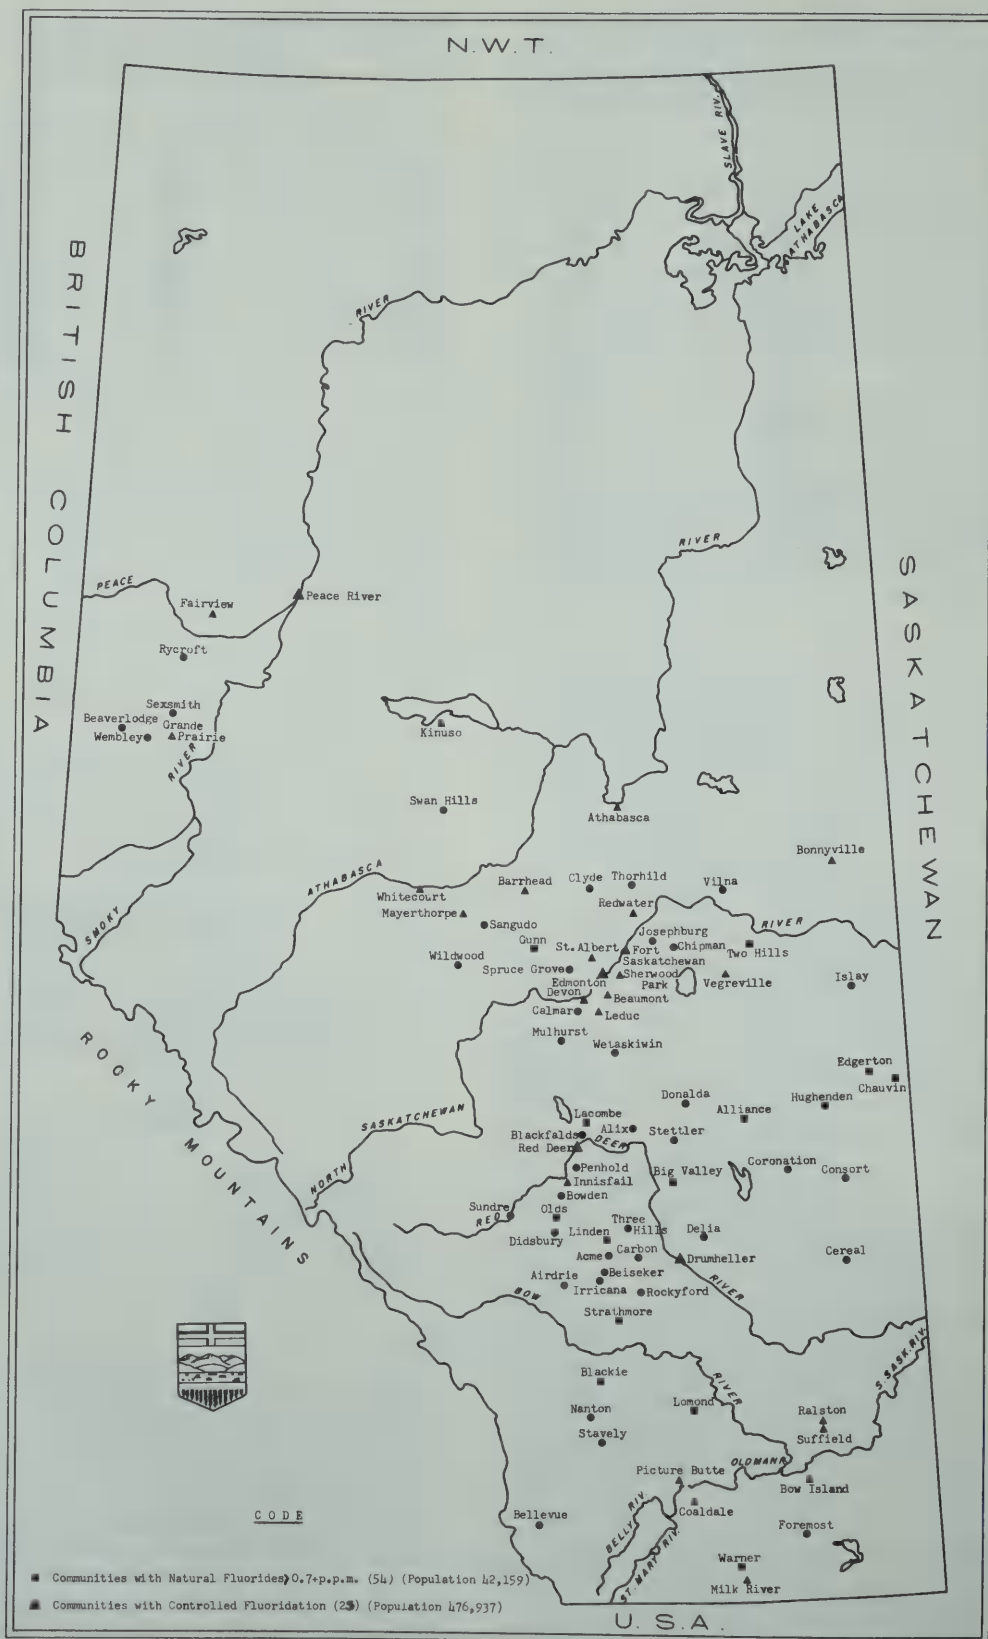 N.W.T.
SLAVE RIV.
LAKE
ATHABASCA
BRITISH COLUMBIA
RIVER
RIVER
SASKATCHEWAN
PEACE
Fairview
Peace River
Rycroft
Sexsmith
Beaverlodge
Grande
Wembley
Prairie
RIVER
Kinuso
Swan Hills
Athabasca
Bonnyville
ATHABASCA
Whitecourt
Barrhead
Clyde
Thorhild
Vilna
Mayerthorpe
Redwater
RIVER
SMOKY
Sangudo
Gunn
Josephburg
St. Albert
Fort
Chipman
Two Hills
Wildwood
Saskatchewan
Spruce Grove
Sherwood
Edmonton
Park
Vegreville
Islay
Devon
Beaumont
Calmar
Leduc
Mulhurst
Wetaskiwin
ROCKY MOUNTAINS
Edgerton
Chauvin
Donalda
Hughenden
Alliance
SASKATCHEWAN
NORTH
Lacombe
Blackfalds
Alix
Stettler
Red Deer
DEER
Penhold
Big Valley
Coronation
Consort
Innisfail
Bowden
Sundre
RED
Olds
Three
Hills
Delia
Didsbury
Linden
Acme
Carbon
Drumheller
Cereal
Airdrie
Beiseker
Irricana
Rockyford
RIVER
BOW
Strathmore
S. SASK. RIV.
Blackie
RIVER
Nanton
Lomond
Ralston
Stavely
Suffield
OLDMAN R.
Picture Butte
Bow Island
Coaldale
Bellevue
BELLY RIV.
Foremost
ST. MARY RIV.
Warner
Milk River
CODE
Communities with Natural Fluorides>0.7+p.p.m. (54) (Population 42,159)
Communities with Controlled Fluoridation (25) (Population 476,937)
U.S.A.